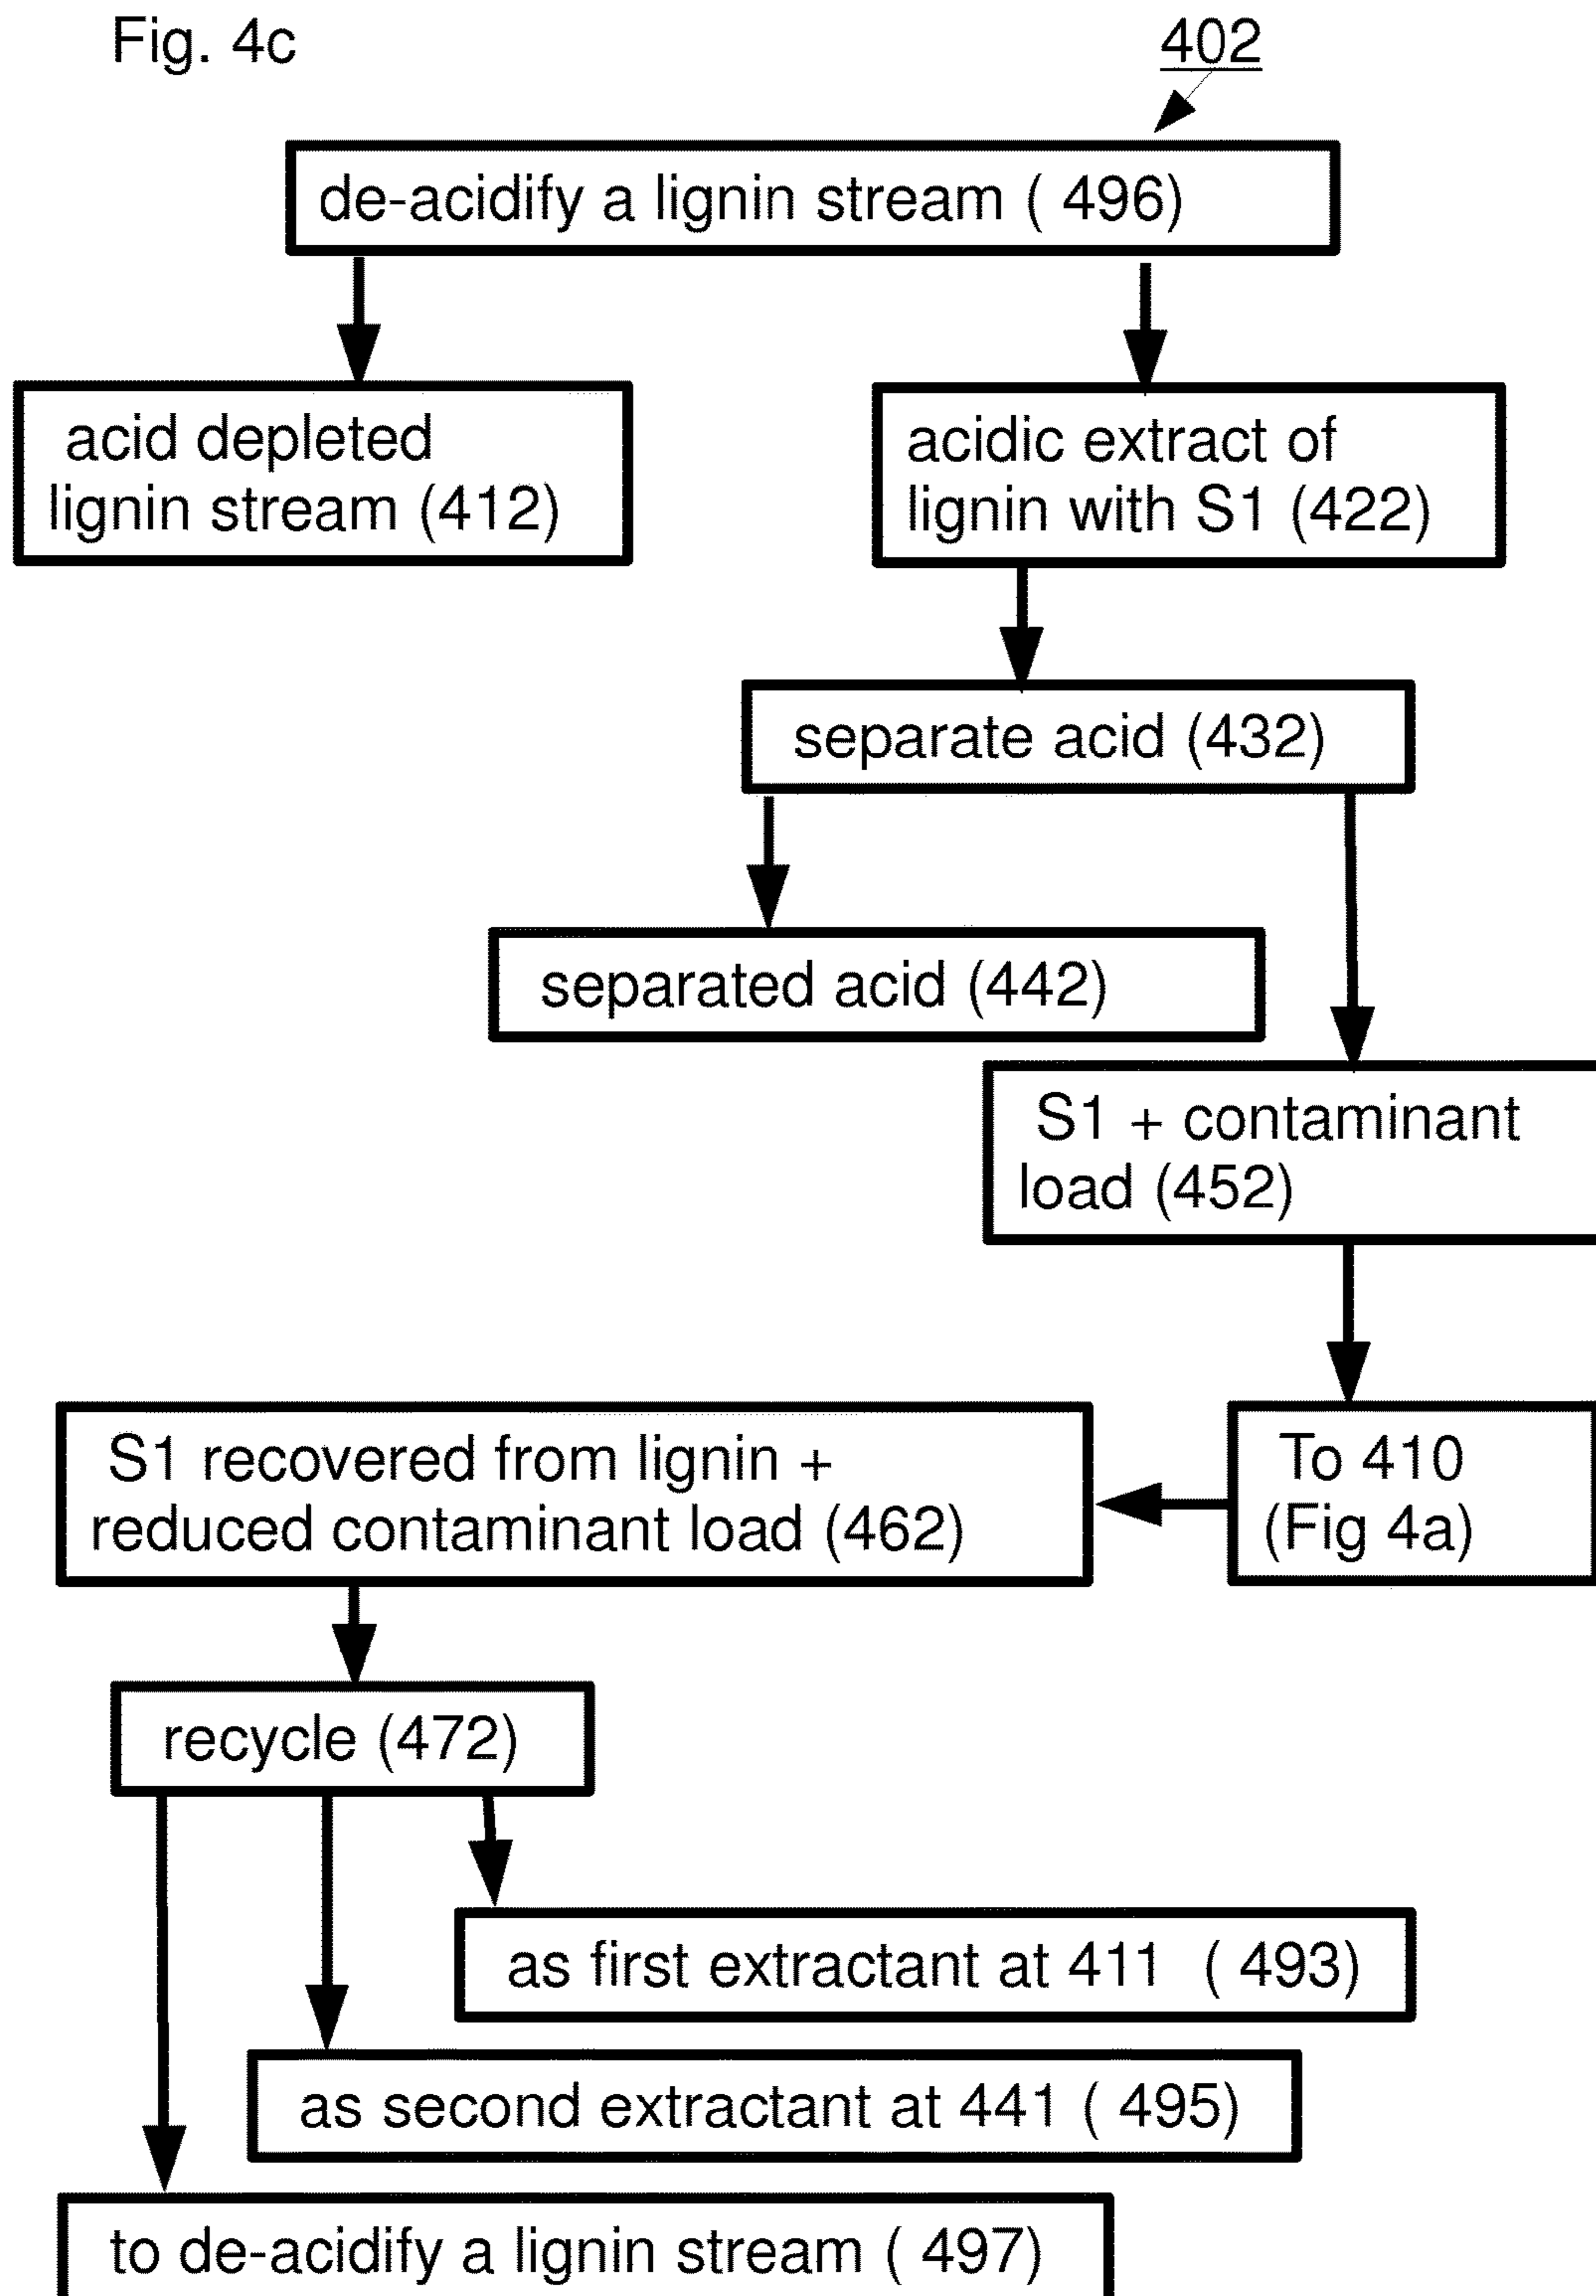 Fig. 4c
402
de-acidify a lignin stream ( 496)
acid depleted
lignin stream (412)
acidic extract of
lignin with S1 (422)
separate acid (432)
separated acid (442)
S1 + contaminant
load (452)
S1 recovered from lignin +
reduced contaminant load (462)
To 410
(Fig 4a)
recycle (472)
as first extractant at 411 ( 493)
as second extractant at 441 ( 495)
to de-acidify a lignin stream ( 497)